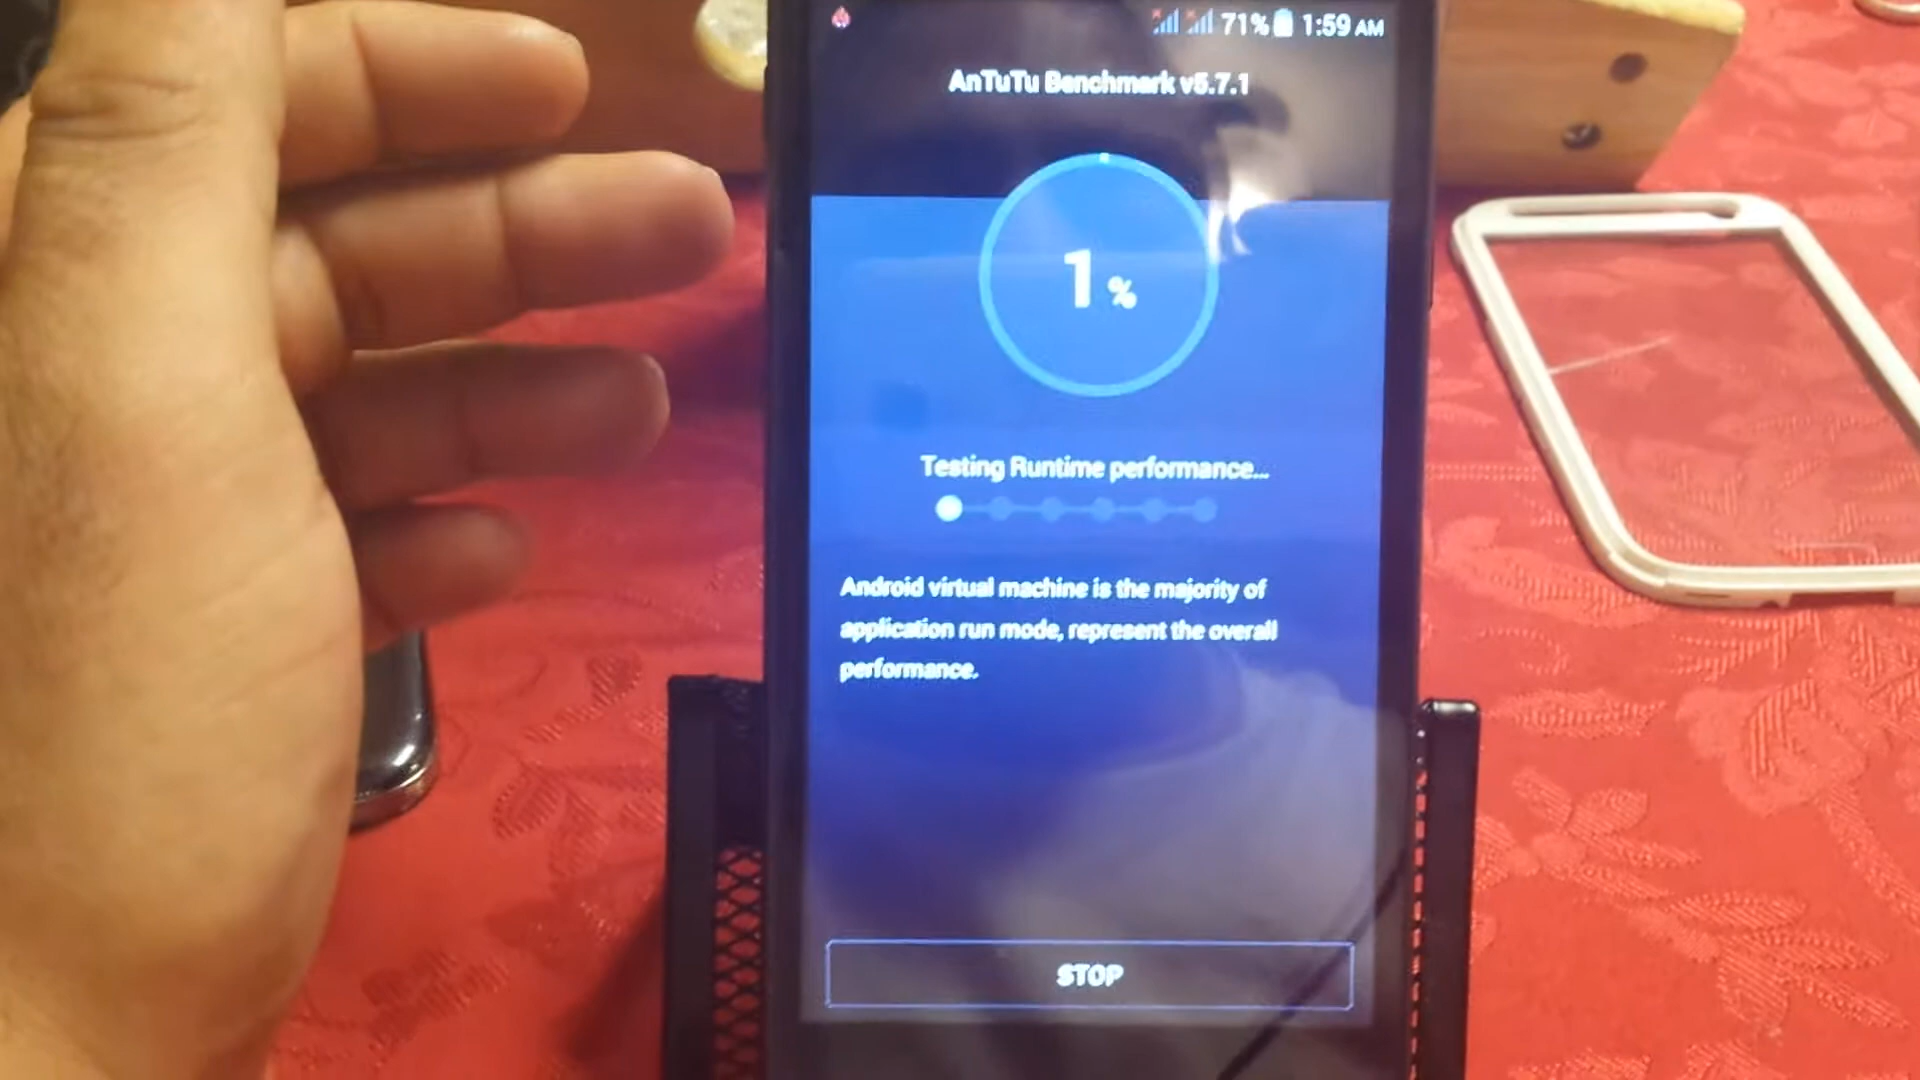 71% 1:59 AM
AnTuTu Benchmark v5.7.1
1 %
Testing Runtime performance...
Android virtual machine is the majority of
application run mode, represent the overall
performance.
STOP